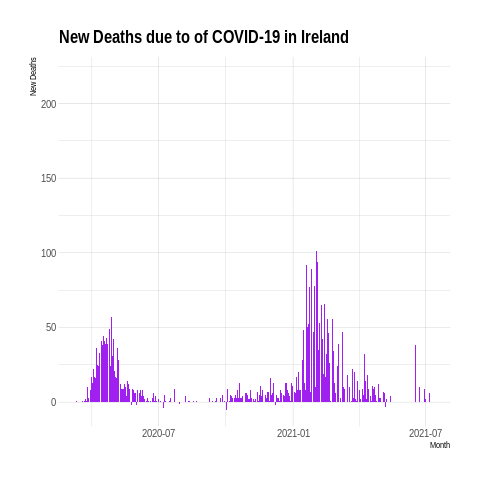 New Deaths due to of COVID-19 in Ireland
New Deaths
200
150
100
50
0
2020-07
2021-01
2021-07
Month